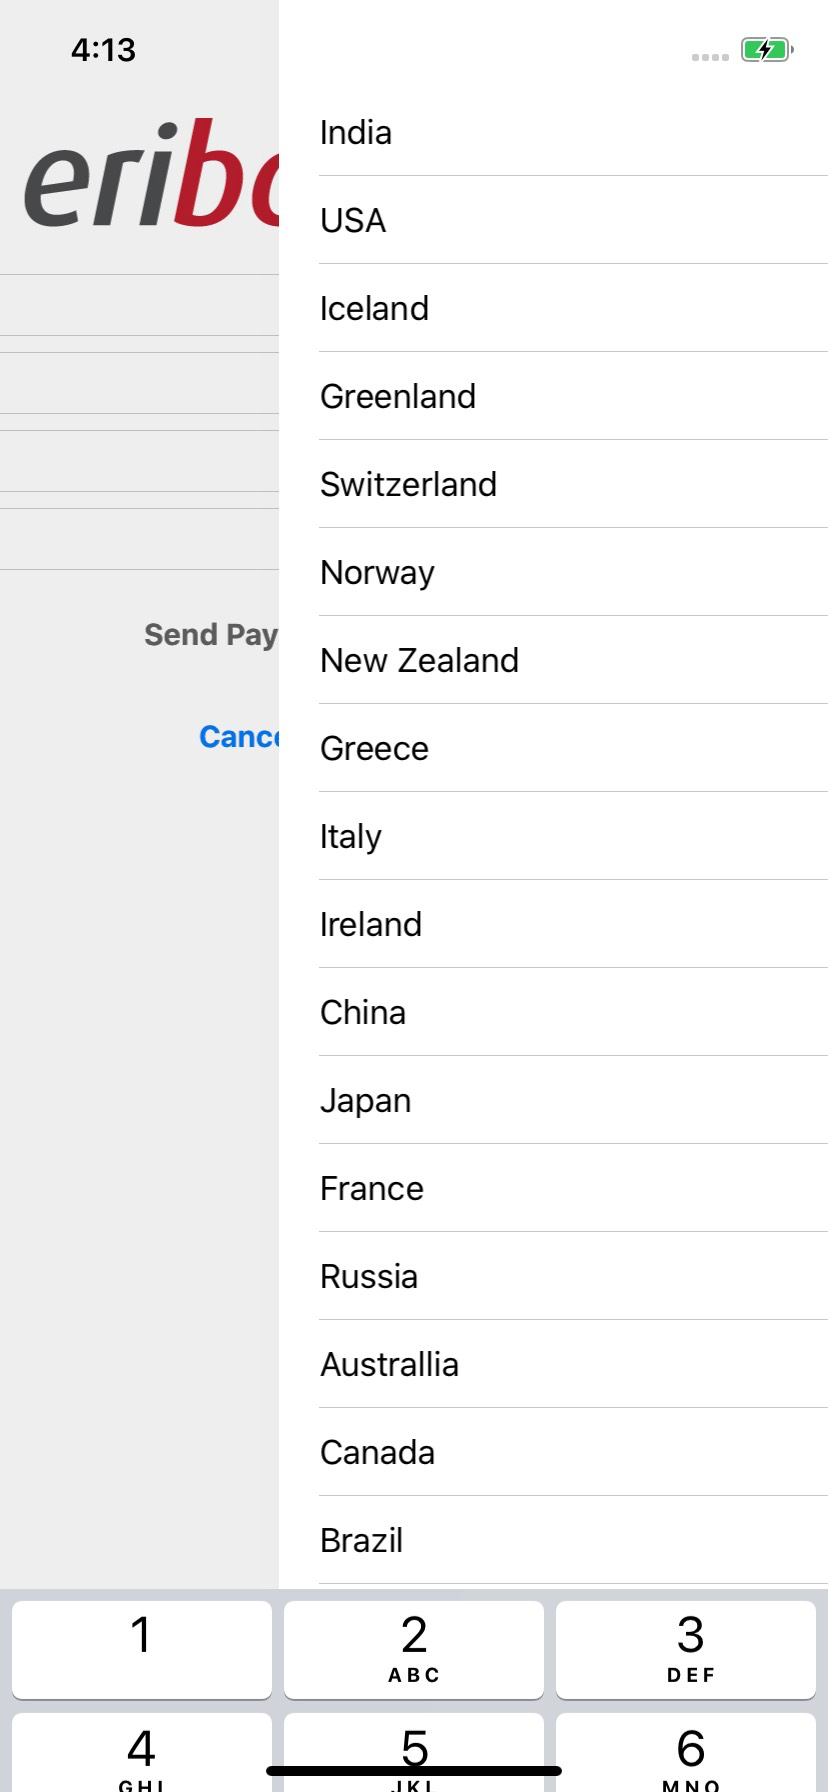 4:13
eribo
India
USA
Iceland
Greenland
Switzerland
Norway
Send Pay
New Zealand
Cance
Greece
Italy
Ireland
China
Japan
France
Russia
Australlia
Canada
Brazil
1
2
ABC
3
DEF
4
GHI
5
JKL
6
MNO